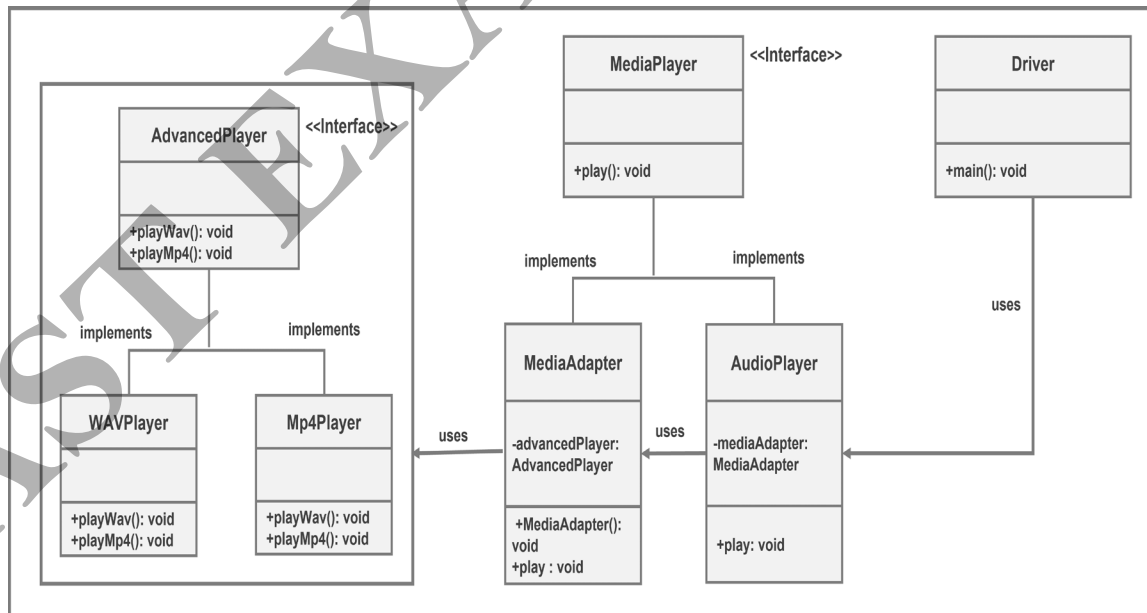 MediaPlayer
<<Interface>>
+play(): void
Driver
+main(): void
AdvancedPlayer
<<Interface>>
+playWav(): void
+playMp4(): void
implements
implements
implements
implements
uses
WAVPlayer
+playWav(): void
+playMp4(): void
Mp4Player
+playWav(): void
+playMp4(): void
uses
MediaAdapter
-advancedPlayer:
AdvancedPlayer
+MediaAdapter():
void
+play : void
uses
AudioPlayer
-mediaAdapter:
MediaAdapter
+play: void
IST EXA